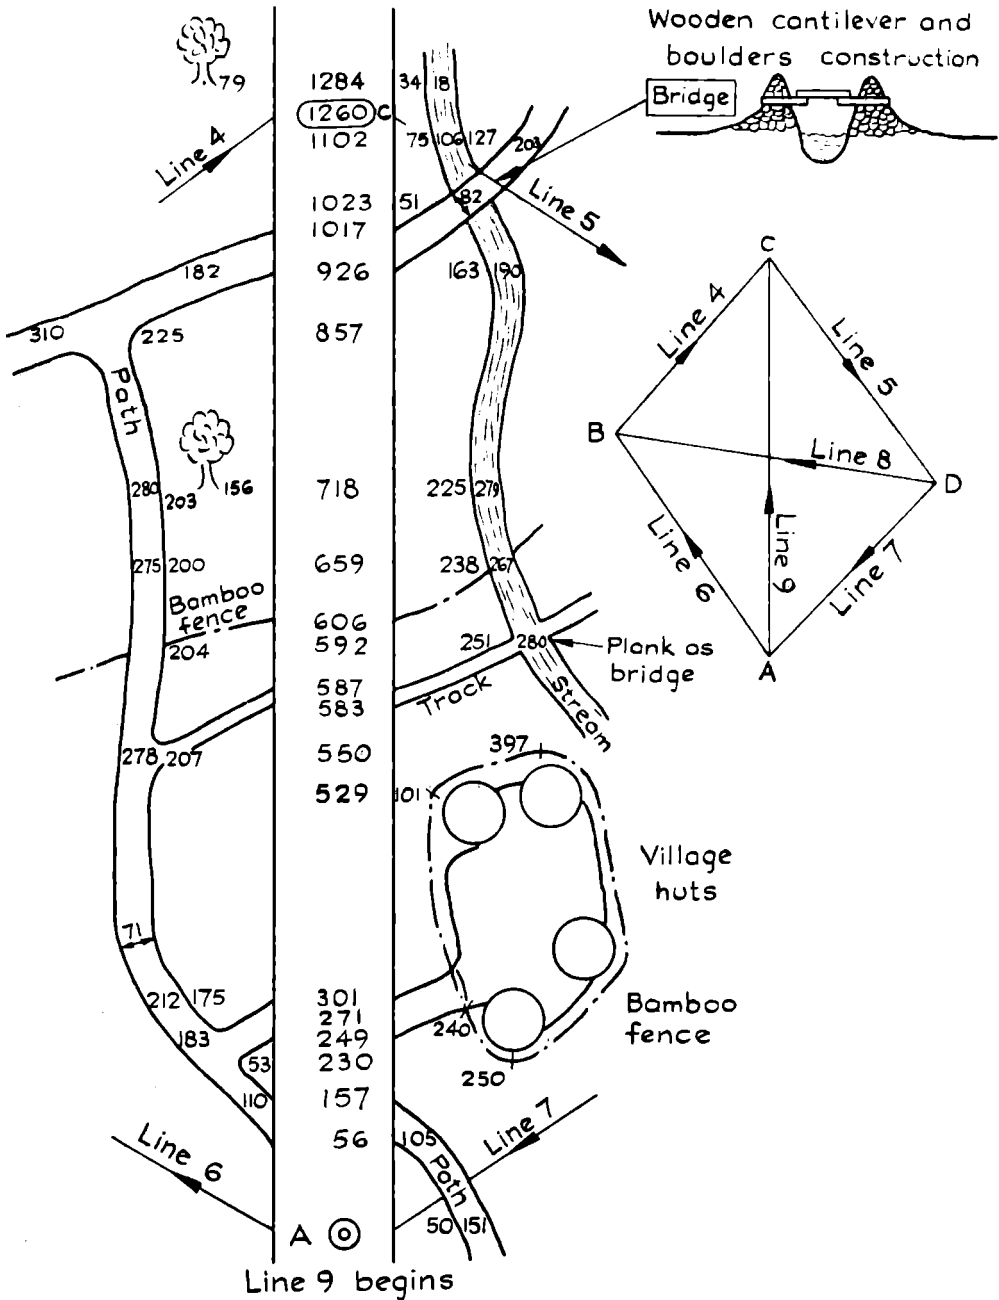 Wooden cantilever and
boulders construction
Bridge
79 1284 34 18
1260 C
1102 75 106 127 203
Line 4
1023 51 82
Line 5
1017
182 926 163 190
310 225 857
Path
280 203 156 718 225 279
275 200 659 238 267
Bamboo
fence
606
204 592 251 280
Plank as
bridge
587
583
Track
Stream
278 207 550 397
529 101
Village
huts
71
212 175 301
271
183 249 240
53 230
250
Bamboo
fence
110 157
56 105
Path
Line 7
Line 6
50 151
A
Line 9 begins
C
Line 4
Line 5
B
Line 8
D
Line 6
Line 9
Line 7
A